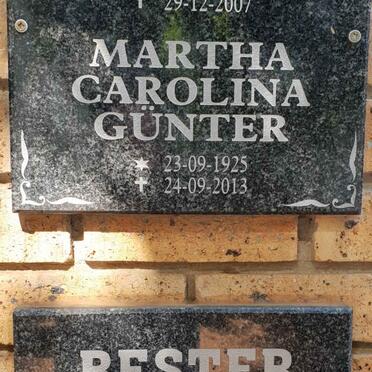 ✝ 29-12-2007
MARTHA
CAROLINA
GÜNTER
★ 23-09-1925
✝ 24-09-2013
BESTER